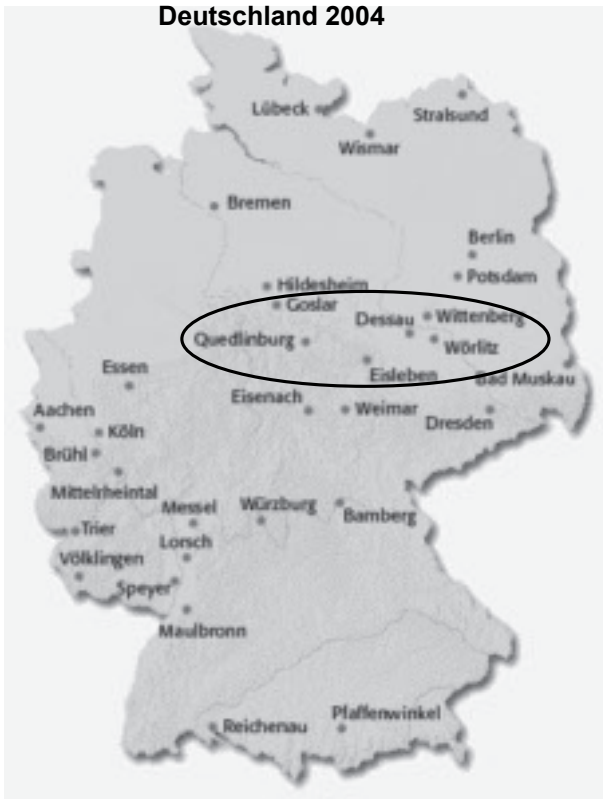 Deutschland 2004
Lübeck
Stralsund
Wismar
Bremen
Berlin
Potsdam
Hildesheim
Goslar
Dessau
Wittenberg
Quedlinburg
Wörlitz
Essen
Eisleben
Bad Muskau
Eisenach
Weimar
Aachen
Dresden
Köln
Brühl
Mittelrheintal
Messel
Würzburg
Bamberg
Trier
Lorsch
Völklingen
Speyer
Maulbronn
Pfaffenwinkel
Reichenau